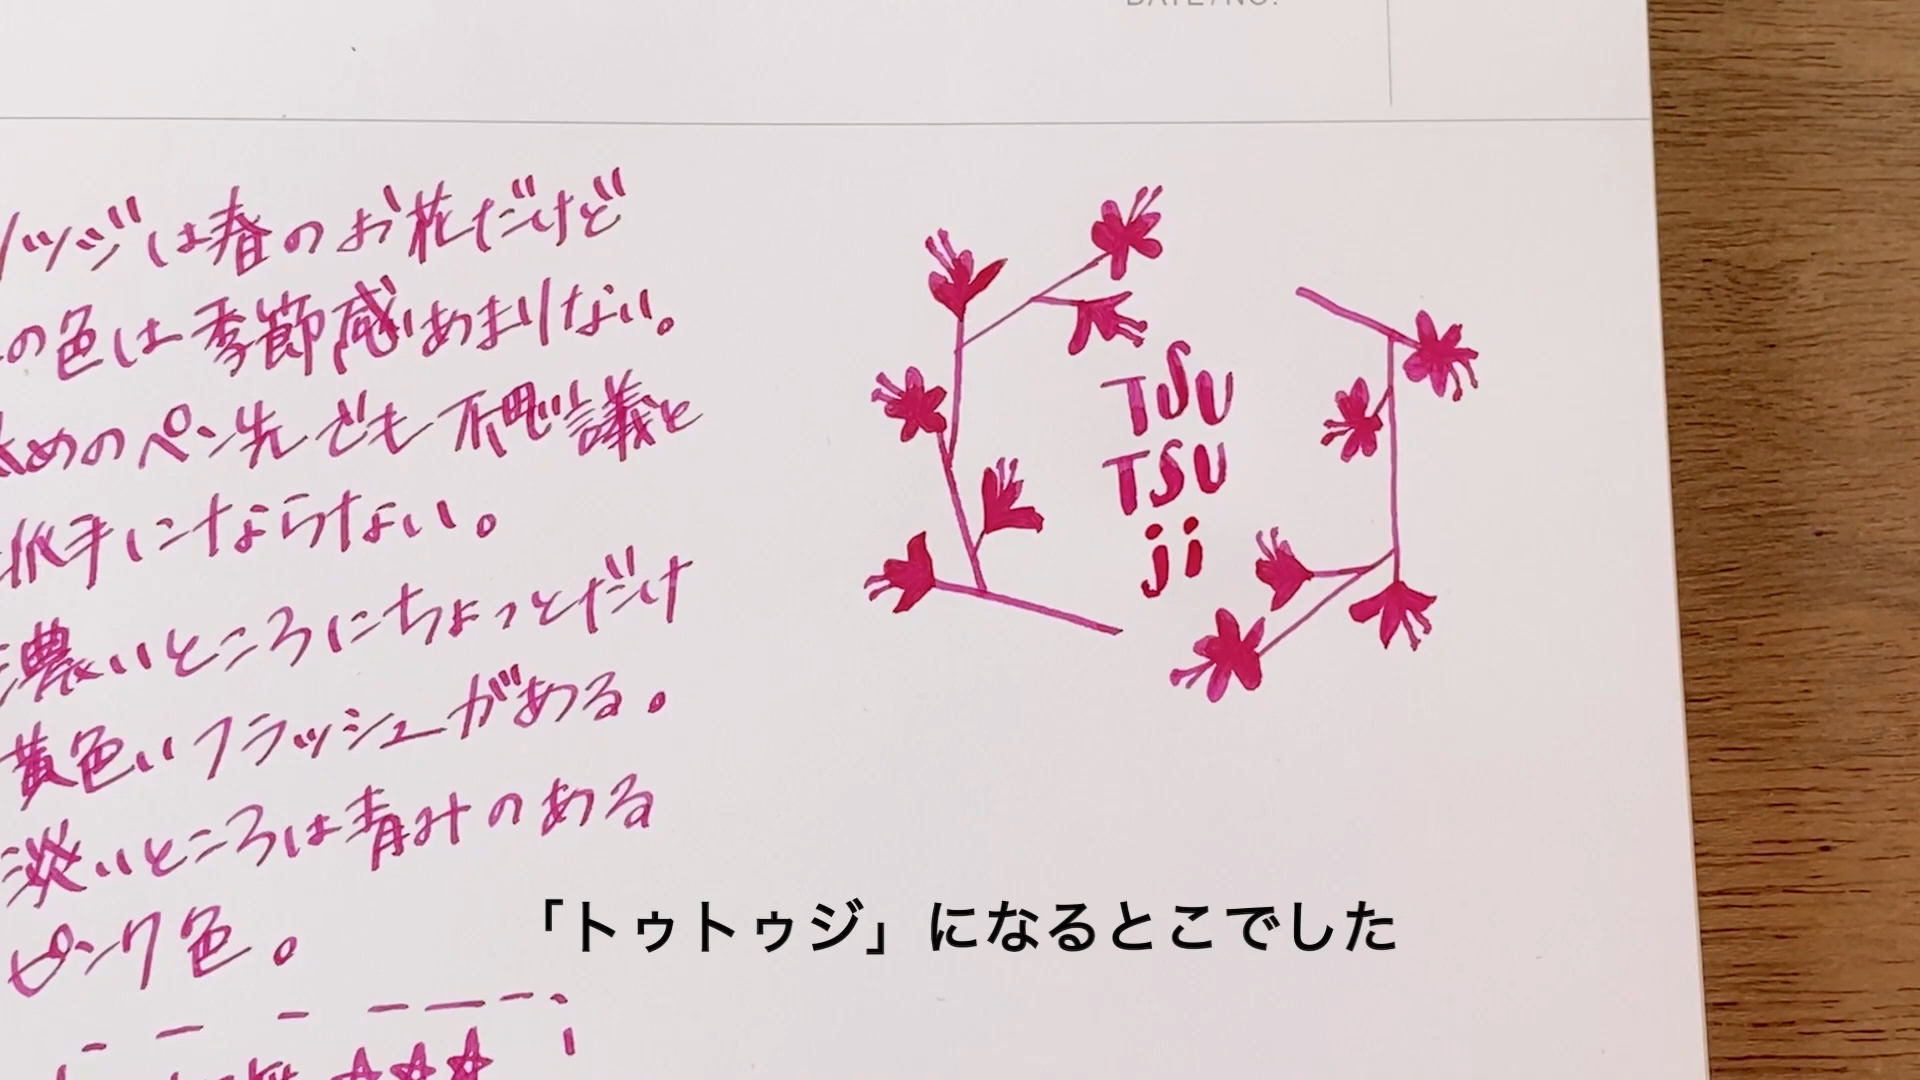 DATE/NO.
ツジは春のお花だけど
の色は季節感はあまりない。
めのペン先でも不思議と
派手にならない。
濃いところにちょっとだけ
黄色いフラッシュがある。
淡いところは青みのある
ピンク色。
☆☆☆
TSU
TSU
ji
「トゥトゥジ」になるとこでした